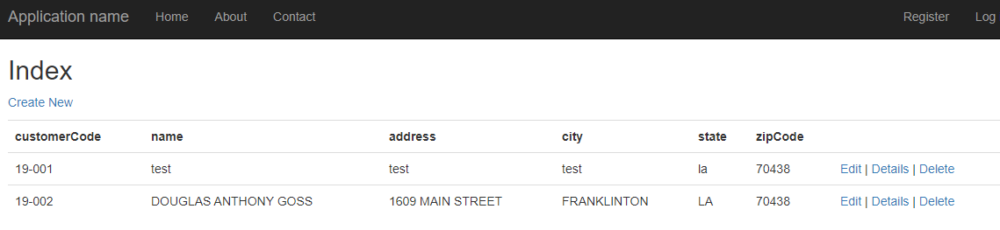 Application name Home About Contact Register Log
Index
Create New
customerCode name address city state zipCode
19-001 test test test la 70438 Edit | Details | Delete
19-002 DOUGLAS ANTHONY GOSS 1609 MAIN STREET FRANKLINTON LA 70438 Edit | Details | Delete